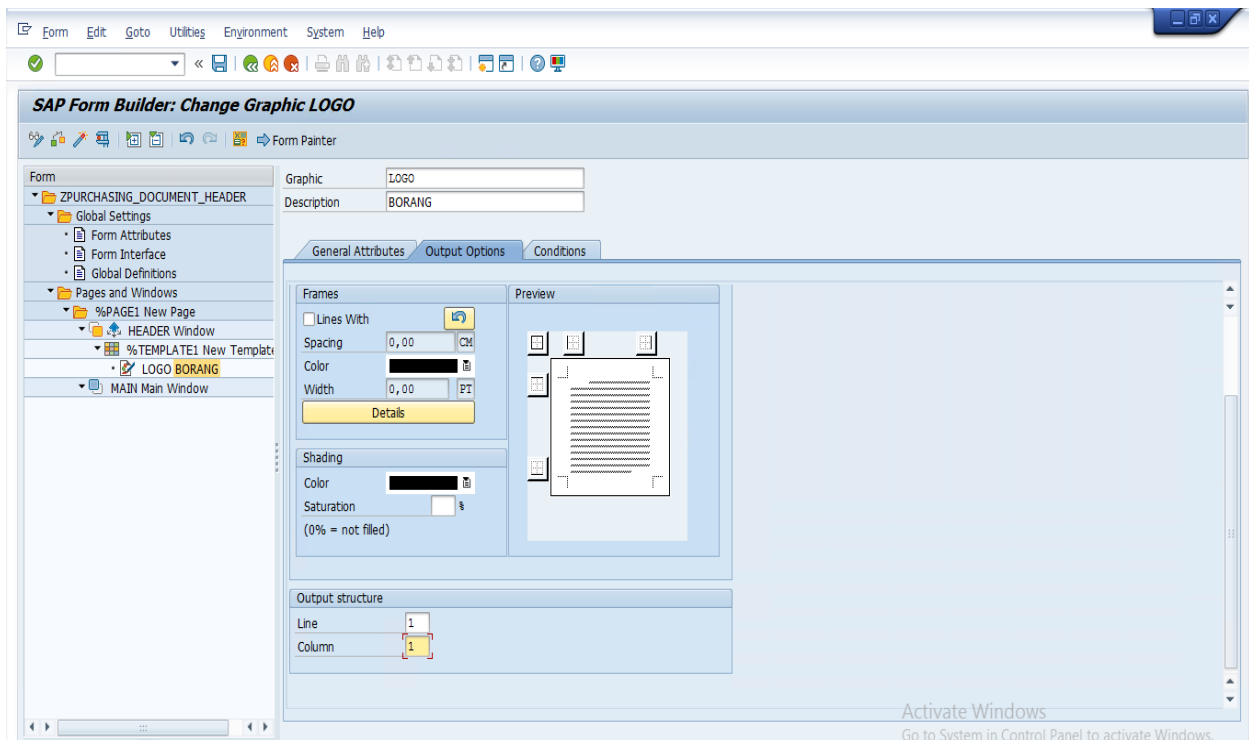 Form Edit Goto Utilities Environment System Help
SAP Form Builder: Change Graphic LOGO
Form Painter
Form
ZPURCHASING_DOCUMENT_HEADER
Global Settings
Form Attributes
Form Interface
Global Definitions
Pages and Windows
%PAGE1 New Page
HEADER Window
%TEMPLATE1 New Template
LOGO BORANG
MAIN Main Window
Graphic LOGO
Description BORANG
General Attributes Output Options Conditions
Frames
Lines With
Spacing 0,00 CM
Color
Width 0,00 PT
Details
Shading
Color
Saturation %
(0% = not filled)
Preview
Output structure
Line 1
Column 1
Activate Windows
Go to System in Control Panel to activate Windows.